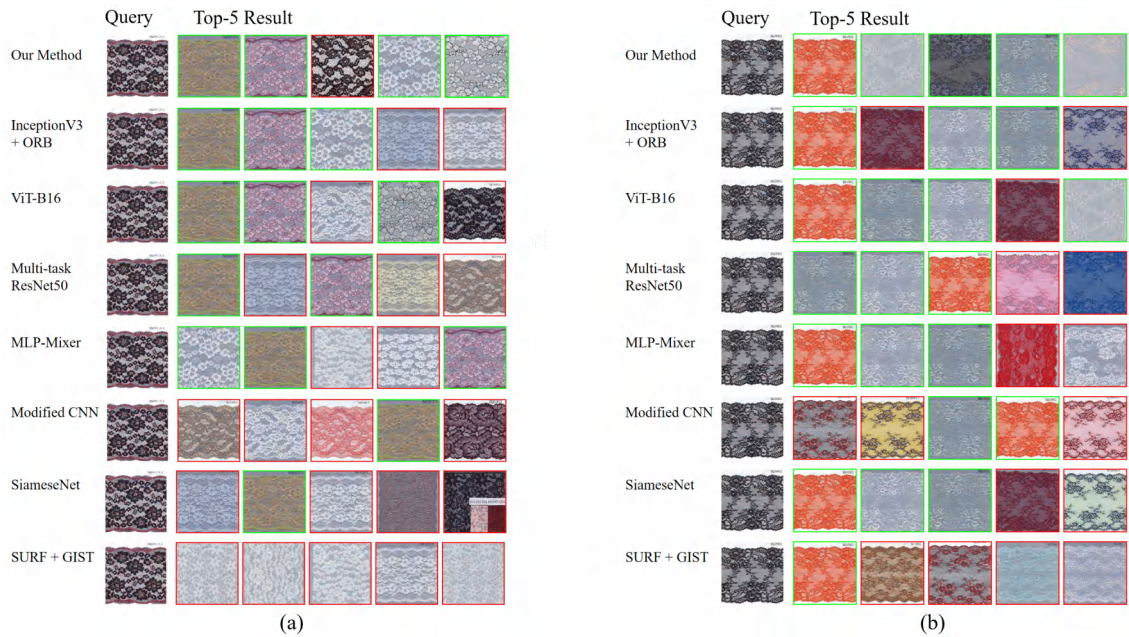 Query Top-5 Result
Our Method
InceptionV3
+ ORB
ViT-B16
Multi-task
ResNet50
MLP-Mixer
Modified CNN
SiameseNet
SURF + GIST
(a)
Query Top-5 Result
Our Method
InceptionV3
+ ORB
ViT-B16
Multi-task
ResNet50
MLP-Mixer
Modified CNN
SiameseNet
SURF + GIST
(b)